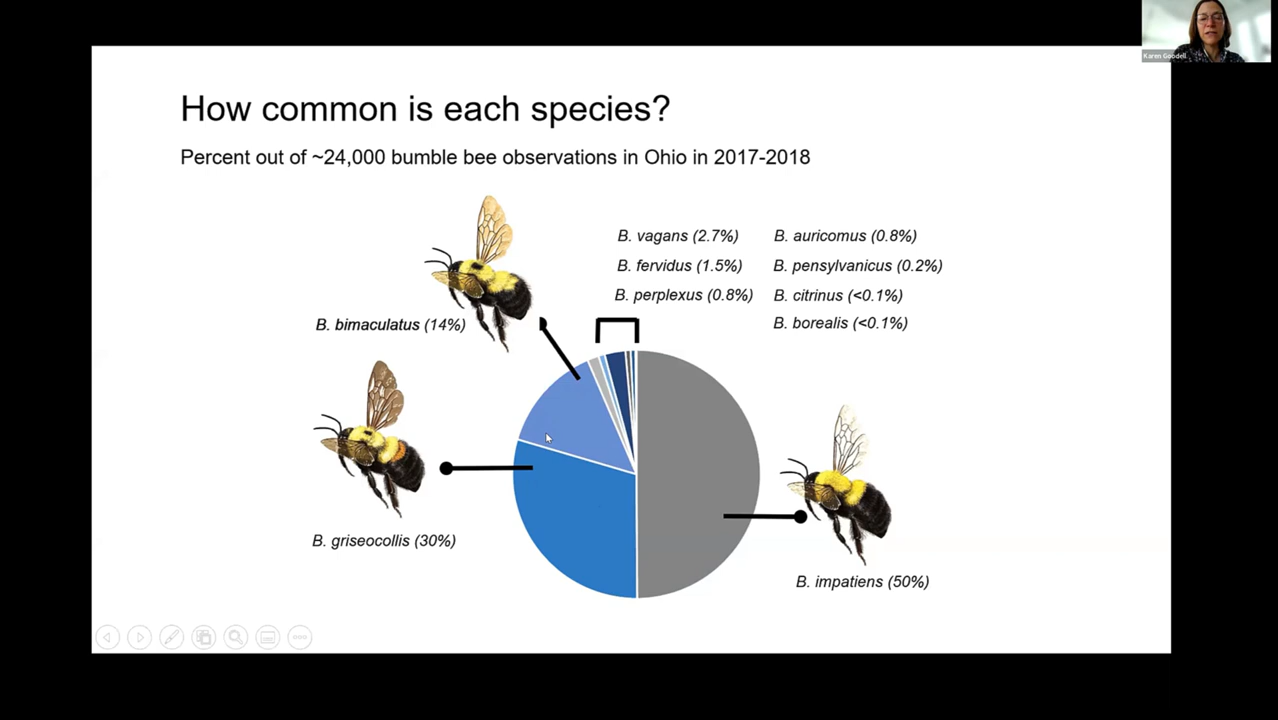 Karen Goodell
How common is each species?
Percent out of ~24,000 bumble bee observations in Ohio in 2017-2018
B. vagans (2.7%)
B. auricomus (0.8%)
B. fervidus (1.5%)
B. pensylvanicus (0.2%)
B. perplexus (0.8%)
B. citrinus (<0.1%)
B. borealis (<0.1%)
B. bimaculatus (14%)
B. griseocollis (30%)
B. impatiens (50%)